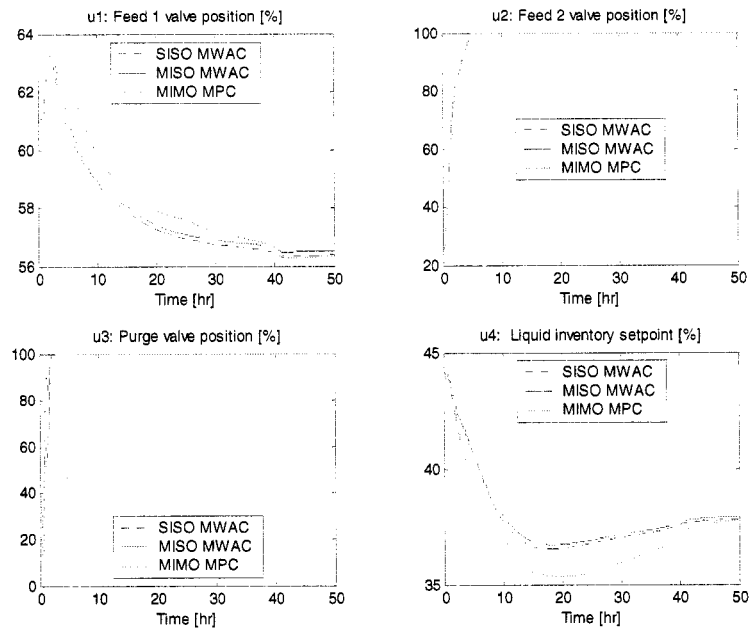 u1: Feed 1 valve position [%]
64
62
60
58
56
0
10
20
30
40
50
Time [hr]
SISO MWAC
MISO MWAC
MIMO MPC
u2: Feed 2 valve position [%]
100
80
60
40
20
0
10
20
30
40
50
Time [hr]
SISO MWAC
MISO MWAC
MIMO MPC
u3: Purge valve position [%]
100
80
60
40
20
0
0
10
20
30
40
50
Time [hr]
SISO MWAC
MISO MWAC
MIMO MPC
u4: Liquid inventory setpoint [%]
45
40
35
0
10
20
30
40
50
Time [hr]
SISO MWAC
MISO MWAC
MIMO MPC